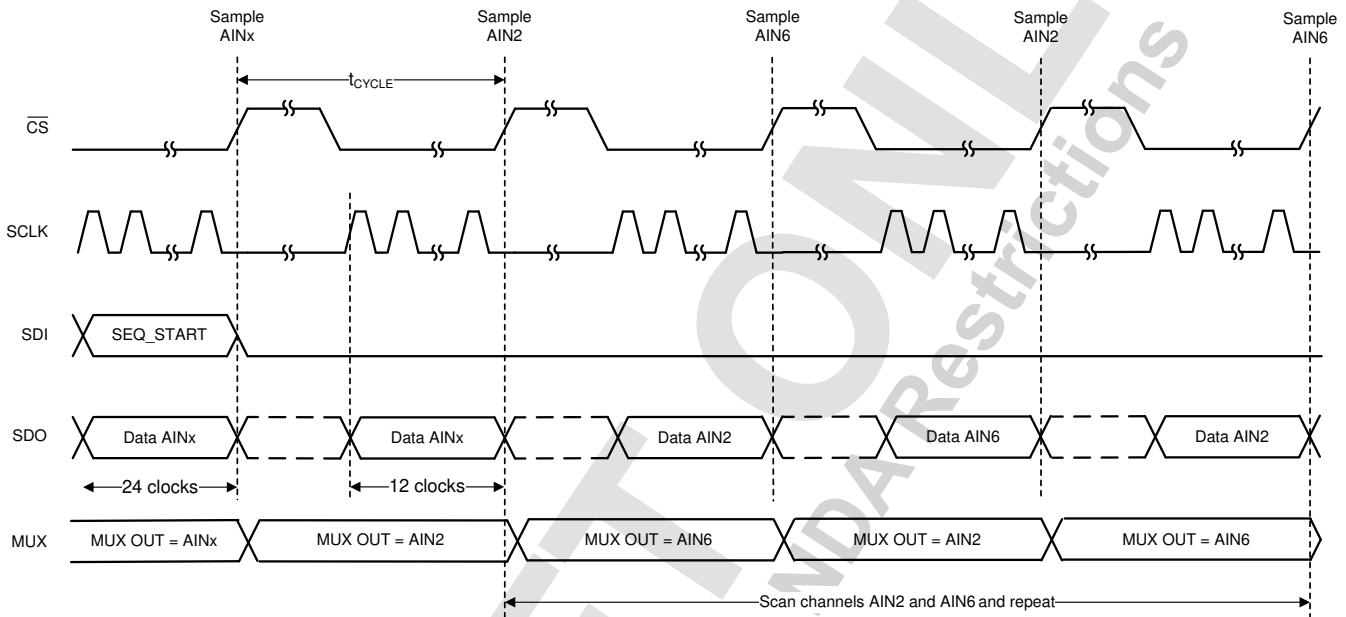 Sample
AINx
Sample
AIN2
Sample
AIN6
Sample
AIN2
Sample
AIN6
tCYCLE
CS
SCLK
SDI
SEQ_START
SDO
Data AINx
Data AINx
Data AIN2
Data AIN6
Data AIN2
24 clocks
12 clocks
MUX
MUX OUT = AINx
MUX OUT = AIN2
MUX OUT = AIN6
MUX OUT = AIN2
MUX OUT = AIN6
Scan channels AIN2 and AIN6 and repeat
NDA Restrictions